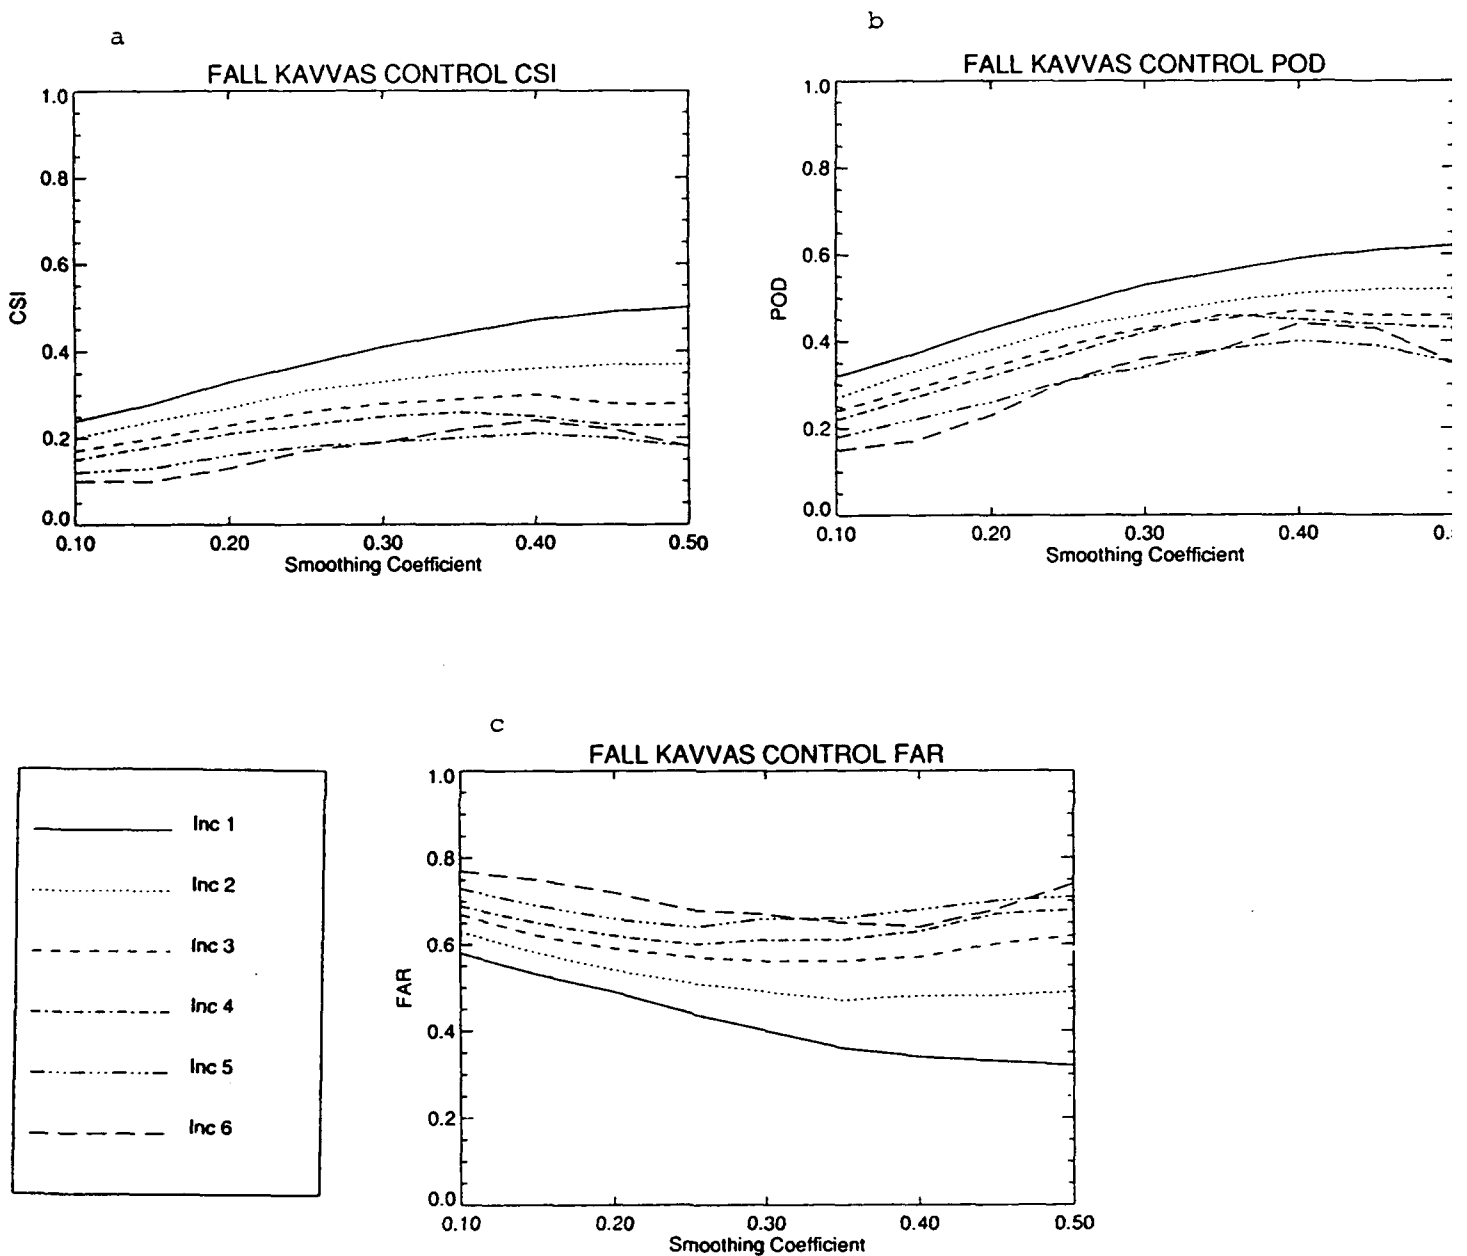 a
FALL KAVVAS CONTROL CSI
1.0
0.8
0.6
0.4
0.2
0.0
CSI
0.10 0.20 0.30 0.40 0.50
Smoothing Coefficient
b
FALL KAVVAS CONTROL POD
1.0
0.8
0.6
0.4
0.2
0.0
POD
0.10 0.20 0.30 0.40 0.
Smoothing Coefficient
Inc 1
Inc 2
Inc 3
Inc 4
Inc 5
Inc 6
c
FALL KAVVAS CONTROL FAR
1.0
0.8
0.6
0.4
0.2
0.0
FAR
0.10 0.20 0.30 0.40 0.50
Smoothing Coefficient